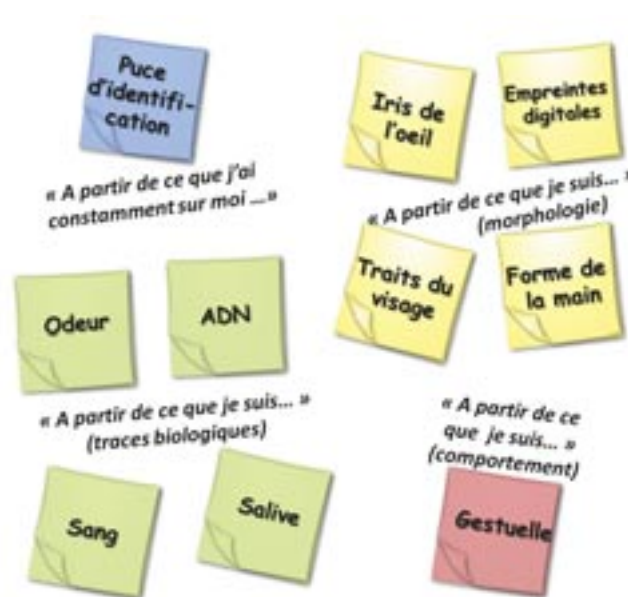 Puce
d'identifi-
cation
« A partir de ce que j'ai
constamment sur moi ...»
Iris de
l'oeil
Empreintes
digitales
« A partir de ce que je suis... »
(morphologie)
Traits du
visage
Forme de
la main
Odeur
ADN
« A partir de ce que je suis... »
(traces biologiques)
Sang
Salive
« A partir de ce
que je suis... »
(comportement)
Gestuelle